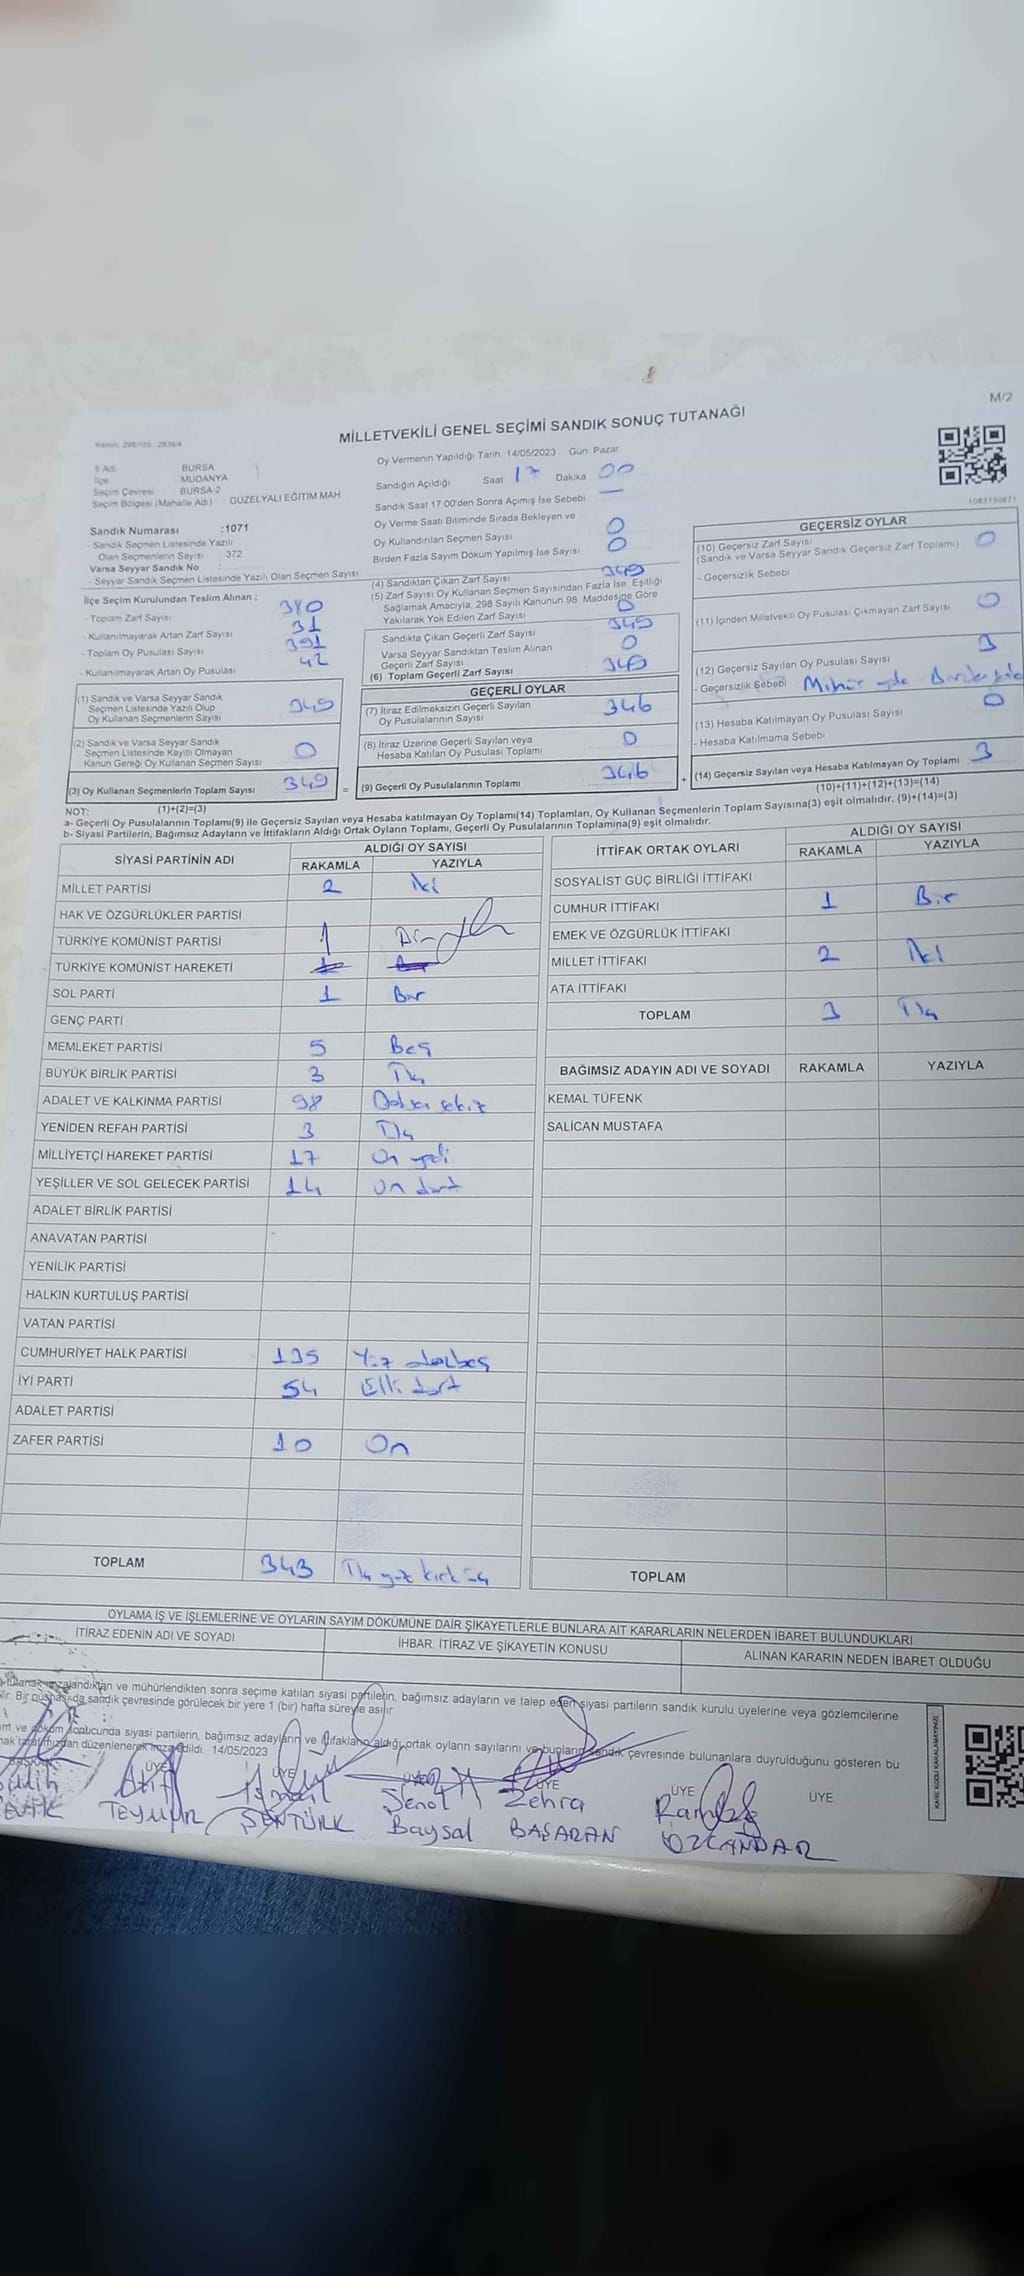 M/2
MİLLETVEKİLİ GENEL SEÇİMİ SANDIK SONUÇ TUTANAĞI
İl Adı BURSA
İlçe MUDANYA
Seçim Çevresi BURSA-2
Seçim Bölgesi (Mahalle Adı) GÜZELYALI EĞİTİM MAH
Sandık Numarası :1071
- Sandık Seçmen Listesinde Yazılı
Olan Seçmenlerin Sayısı 372
Varsa Seyyar Sandık No :
- Seyyar Sandık Seçmen Listesinde Yazılı Olan Seçmen Sayısı
İlçe Seçim Kurulundan Teslim Alınan ;
- Toplam Zarf Sayısı 380
- Kullanılmayarak Artan Zarf Sayısı 31
- Toplam Oy Pusulası Sayısı 391
- Kullanılmayarak Artan Oy Pusulası 42
(1) Sandık ve Varsa Seyyar Sandık
Seçmen Listesinde Yazılı Olup
Oy Kullanan Seçmenlerin Sayısı 349
(2) Sandık ve Varsa Seyyar Sandık
Seçmen Listesinde Kayıtlı Olmayan
Kanun Gereği Oy Kullanan Seçmen Sayısı 0
(3) Oy Kullanan Seçmenlerin Toplam Sayısı 349 =
Oy Vermenin Yapıldığı Tarih :14/05/2023 Gün: Pazar
Sandığın Açıldığı Saat 17 Dakika 00
Sandık Saat 17:00'den Sonra Açımış İse Sebebi —
Oy Verme Saati Bitiminde Sırada Bekleyen ve
Oy Kullandırılan Seçmen Sayısı 0
Birden Fazla Sayım Döküm Yapılmış İse Sayısı 0
(4) Sandıktan Çıkan Zarf Sayısı 349
(5) Zarf Sayısı Oy Kullanan Seçmen Sayısından Fazla İse: Eşitliği
Sağlamak Amacıyla, 298 Sayılı Kanunun 98. Maddesine Göre
Yakılarak Yok Edilen Zarf Sayısı 0
Sandıkta Çıkan Geçerli Zarf Sayısı 349
Varsa Seyyar Sandıktan Teslim Alınan
Geçerli Zarf Sayısı 0
(6) Toplam Geçerli Zarf Sayısı 349
GEÇERLİ OYLAR
(7) İtiraz Edilmeksizin Geçerli Sayılan
Oy Pusulalarının Sayısı 346
(8) İtiraz Üzerine Geçerli Sayılan veya
Hesaba Katılan Oy Pusulası Toplamı 0
(9) Geçerli Oy Pusulalarının Toplamı 346 +
1083750871
GEÇERSİZ OYLAR
(10) Geçersiz Zarf Sayısı
(Sandık ve Varsa Seyyar Sandık Geçersiz Zarf Toplamı) 0
- Geçersizlik Sebebi
(11) İçinden Milletvekili Oy Pusulası Çıkmayan Zarf Sayısı 0
(12) Geçersiz Sayılan Oy Pusulası Sayısı 3
- Geçersizlik Sebebi Mühür
(13) Hesaba Katılmayan Oy Pusulası Sayısı 0
- Hesaba Katılmama Sebebi
(14) Geçersiz Sayılan veya Hesaba Katılmayan Oy Toplamı 3
(10)+(11)+(12)+(13)=(14)
NOT: (1)+(2)=(3)
a- Geçerli Oy Pusulalarının Toplamı(9) ile Geçersiz Sayılan veya Hesaba katılmayan Oy Toplamı(14) Toplamları, Oy Kullanan Seçmenlerin Toplam Sayısına(3) eşit olmalıdır. (9)+(14)=(3)
b- Siyasi Partilerin, Bağımsız Adayların ve İttifakların Aldığı Ortak Oyların Toplamı, Geçerli Oy Pusulalarının Toplamına(9) eşit olmalıdır.
SİYASİ PARTİNİN ADI ALDIĞI OY SAYISI
RAKAMLA YAZIYLA
MİLLET PARTİSİ 2 iki
HAK VE ÖZGÜRLÜKLER PARTİSİ
TÜRKİYE KOMÜNİST PARTİSİ 1 Bir
TÜRKİYE KOMÜNİST HAREKETİ
SOL PARTİ 1 Bir
GENÇ PARTİ
MEMLEKET PARTİSİ 5 Beş
BÜYÜK BİRLİK PARTİSİ 3 Üç
ADALET VE KALKINMA PARTİSİ 98 Doksan sekiz
YENİDEN REFAH PARTİSİ 3 Üç
MİLLİYETÇİ HAREKET PARTİSİ 17 on yedi
YEŞİLLER VE SOL GELECEK PARTİSİ 14 on dört
ADALET BİRLİK PARTİSİ
ANAVATAN PARTİSİ
YENİLİK PARTİSİ
HALKIN KURTULUŞ PARTİSİ
VATAN PARTİSİ
CUMHURİYET HALK PARTİSİ 135 Yüz otuzbeş
İYİ PARTİ 54 Elli dört
ADALET PARTİSİ
ZAFER PARTİSİ 10 On
TOPLAM 343 Üç yüz kırk üç
İTTİFAK ORTAK OYLARI ALDIĞI OY SAYISI
RAKAMLA YAZIYLA
SOSYALİST GÜÇ BİRLİĞİ İTTİFAKI
CUMHUR İTTİFAKI 1 Bir
EMEK VE ÖZGÜRLÜK İTTİFAKI
MİLLET İTTİFAKI 2 İki
ATA İTTİFAKI
TOPLAM 3 Üç
BAĞIMSIZ ADAYIN ADI VE SOYADI RAKAMLA YAZIYLA
KEMAL TÜFENK
SALİCAN MUSTAFA
TOPLAM
OYLAMA İŞ VE İŞLEMLERİNE VE OYLARIN SAYIM DÖKÜMÜNE DAİR ŞİKAYETLERLE BUNLARA AİT KARARLARIN NELERDEN İBARET BULUNDUKLARI
İTİRAZ EDENİN ADI VE SOYADI İHBAR, İTİRAZ VE ŞİKAYETİN KONUSU ALINAN KARARIN NEDEN İBARET OLDUĞU
ve mühürlendikten sonra seçime katılan siyasi partilerin, bağımsız adayların ve talep eden siyasi partilerin sandık kurulu üyelerine veya gözlemcilerine
sandık çevresinde görülecek bir yere 1 (bir) hafta süreyle asılır
ve döküm sonucunda siyasi partilerin, bağımsız adayların ve ittifakların aldığı ortak oyların sayılarını ve bunların sandık çevresinde bulunanlara duyrulduğunu gösteren bu
düzenlenerek imza edildi. 14/05/2023
ÜYE ÜYE ÜYE ÜYE ÜYE ÜYE
Salih İsmail Şenol Zehra
ŞENTÜRK Baysal BAŞARAN ÖZCANDAR